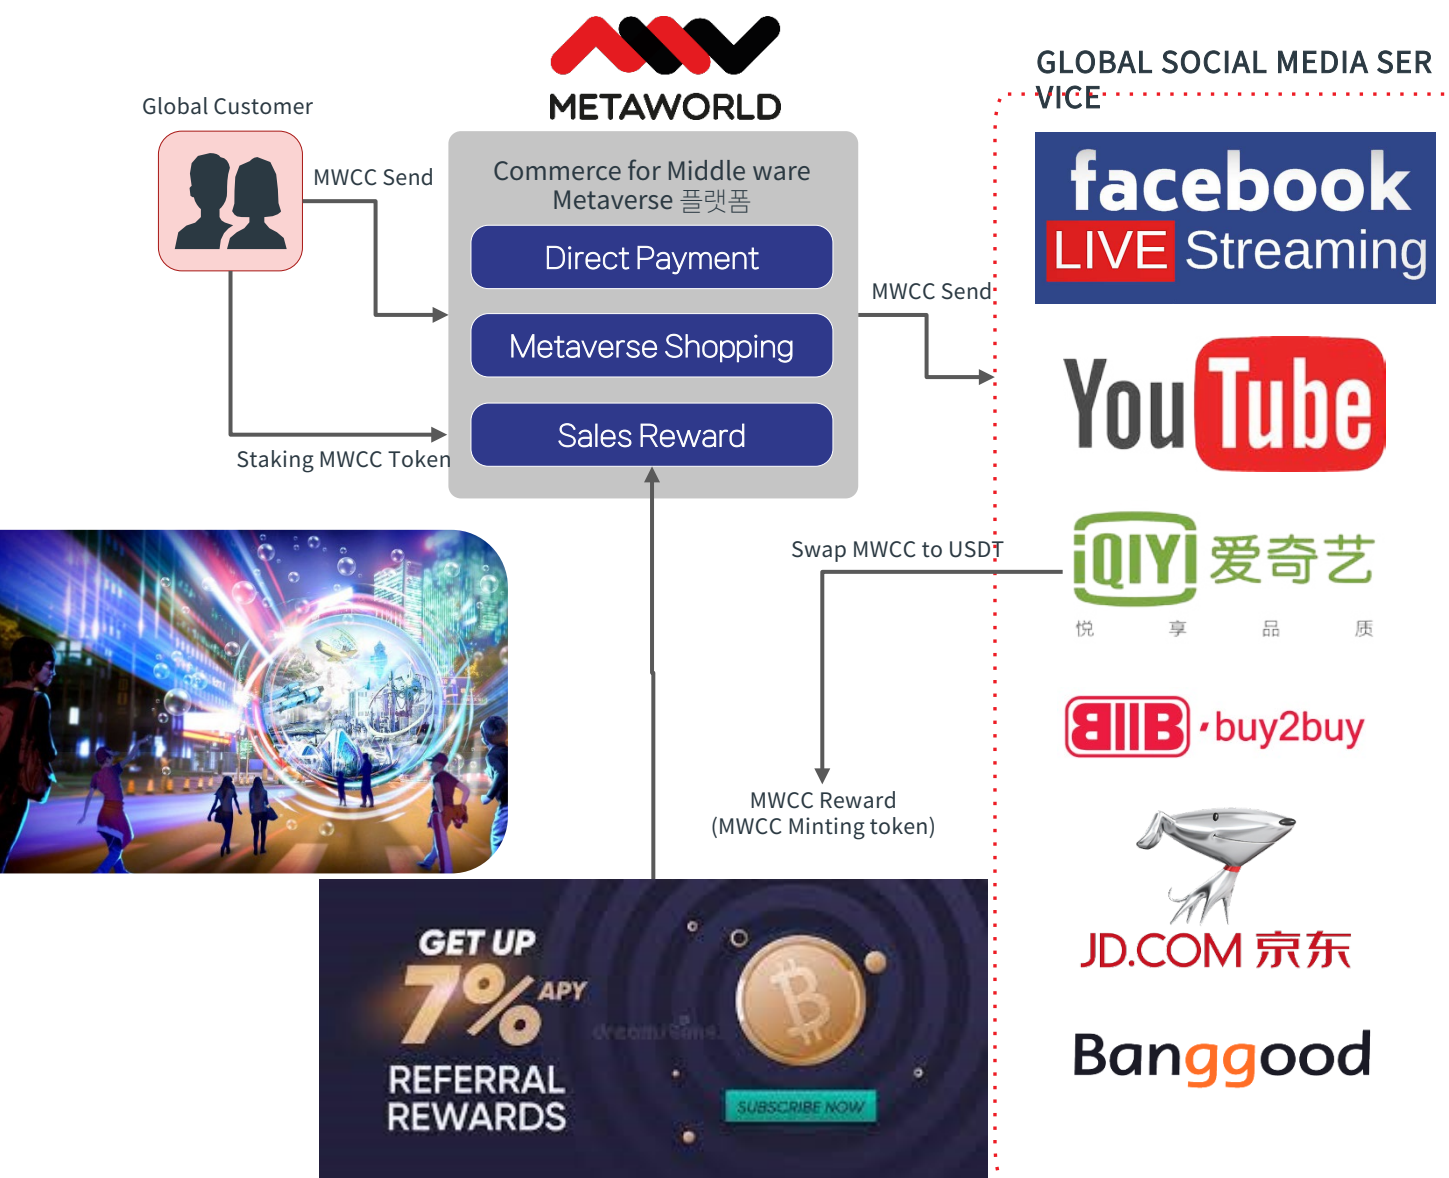 METAWORLD
GLOBAL SOCIAL MEDIA SER
VICE
Global Customer
MWCC Send
Commerce for Middle ware
Metaverse 플랫폼
Direct Payment
Metaverse Shopping
Sales Reward
Staking MWCC Token
MWCC Send
facebook
LIVE Streaming
YouTube
Swap MWCC to USDT
iQIYI 爱奇艺
悦享品质
buy2buy
MWCC Reward
(MWCC Minting token)
JD.COM 京东
Banggood
GET UP
7% APY
REFERRAL
REWARDS
dreamstime
SUBSCRIBE NOW